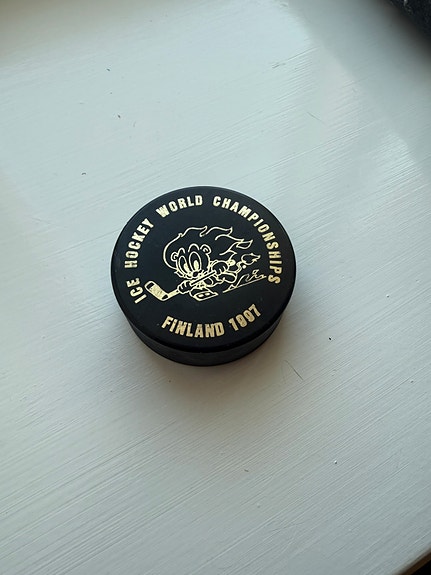 ICE HOCKEY WORLD CHAMPIONSHIPS
FINLAND 1997